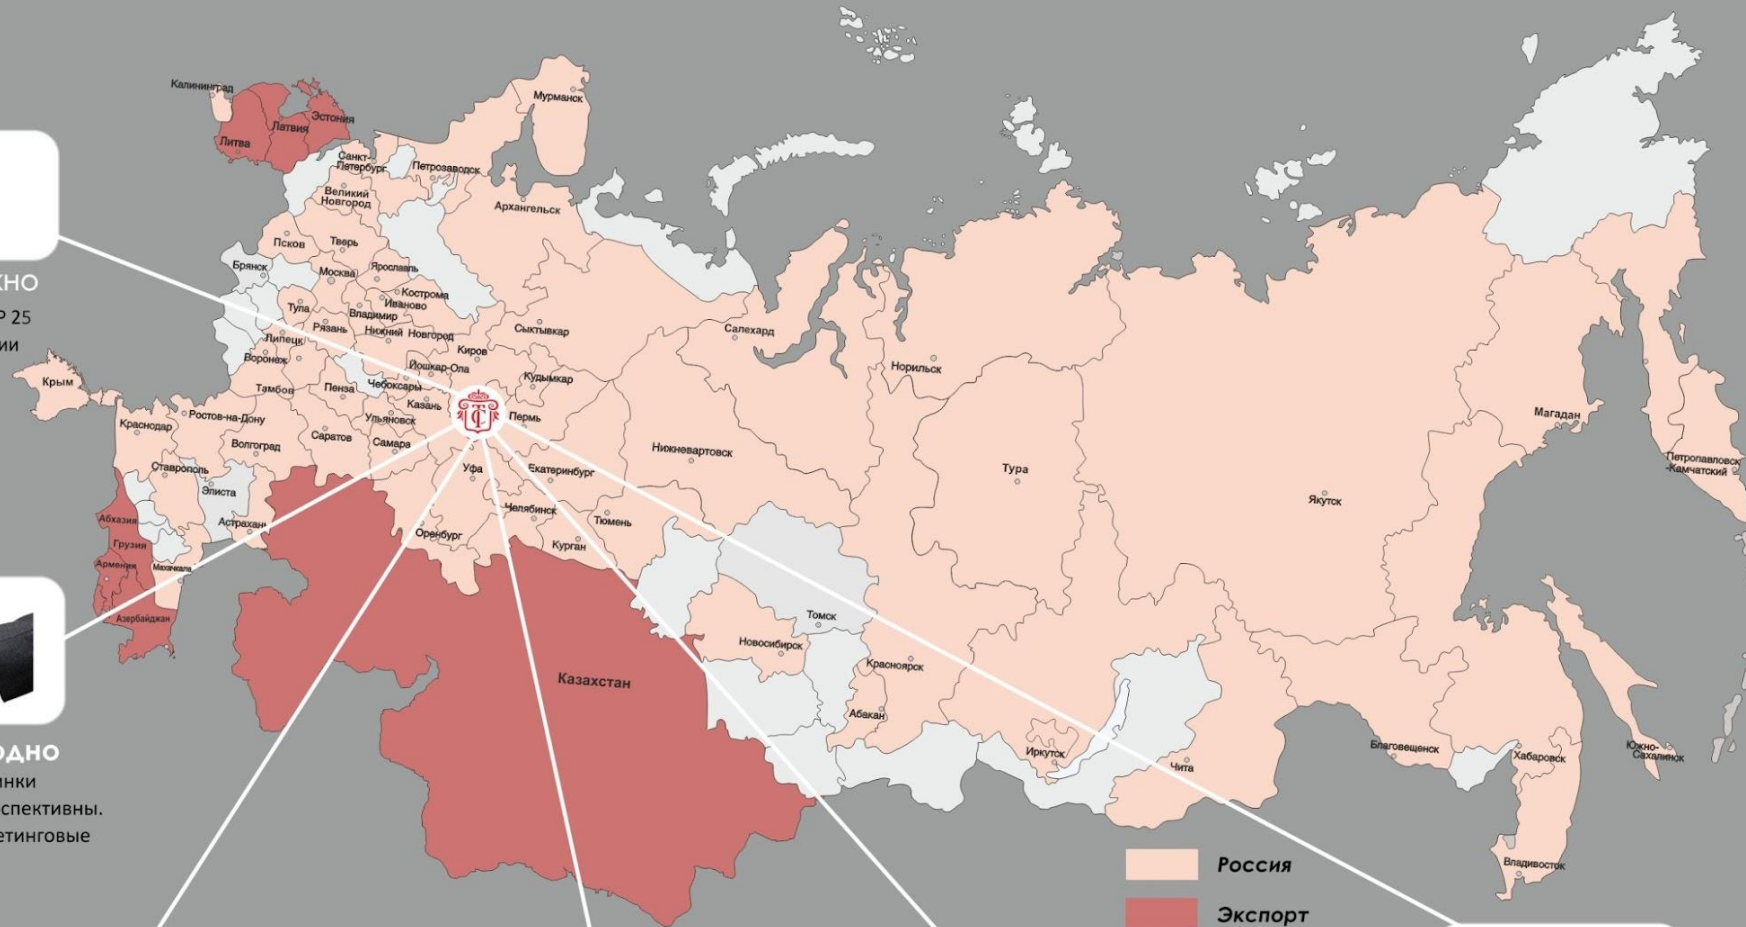 Калининград
Мурманск
Эстония
Латвия
Литва
Санкт-
Петербург
Петрозаводск
Великий
Новгород
Архангельск
Псков
Тверь
Брянск
Москва
Ярославль
Кострома
Иваново
Тула
Владимир
Рязань
Нижний Новгород
Сыктывкар
Салехард
Липецк
Киров
Воронеж
Йошкар-Ола
Норильск
Кудымкар
Крым
Тамбов
Пенза
Чебоксары
Казань
Магадан
Ростов-на-Дону
Ульяновск
Пермь
Краснодар
Саратов
Самара
Волгоград
Нижневартовск
Ставрополь
Уфа
Екатеринбург
Тура
Петропавловск
-Камчатский
Элиста
Якутск
Челябинск
Абхазия
Астрахань
Тюмень
Оренбург
Грузия
Курган
Армения
Махачкала
Азербайджан
Томск
Новосибирск
Красноярск
Казахстан
Абакан
Иркутск
Чита
Благовещенск
Хабаровск
Южно-
Сахалинск
Владивосток
Россия
Экспорт
25
спективны.
етинговые